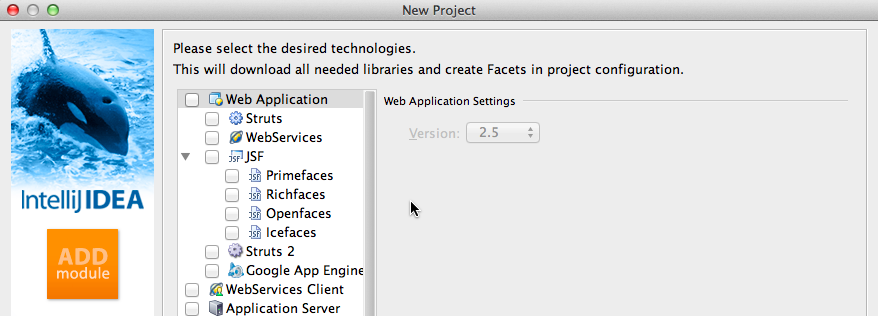 New Project
Please select the desired technologies.
This will download all needed libraries and create Facets in project configuration.
Web Application
Struts
WebServices
JSF
Primefaces
Richfaces
Openfaces
Icefaces
Struts 2
Google App Engine
WebServices Client
Application Server
Web Application Settings
Version: 2.5
IntelliJ IDEA
ADD
module